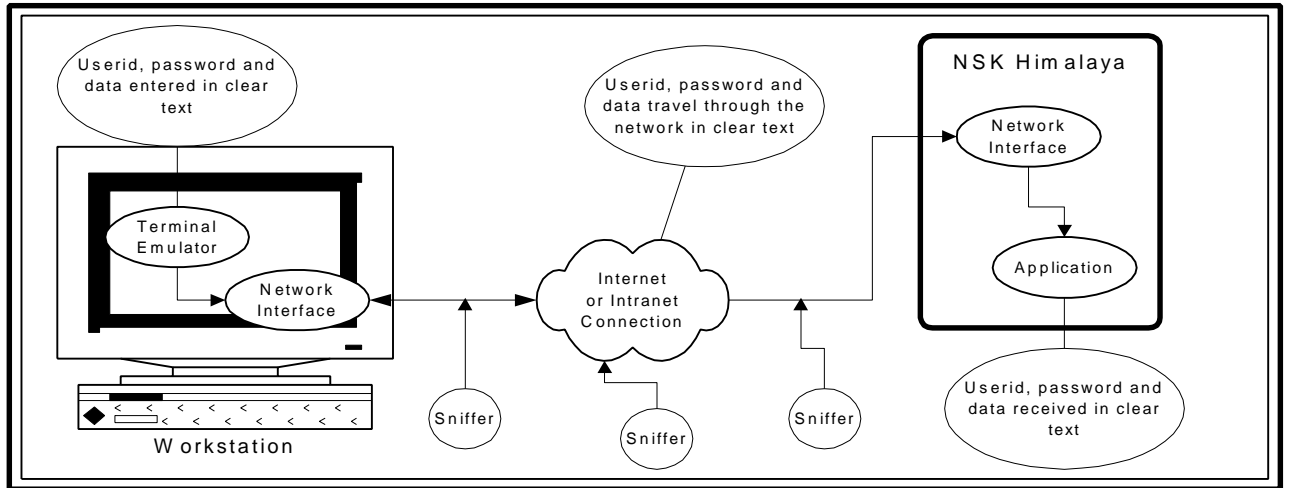 Userid, password and
data entered in clear
text
Terminal
Emulator
Network
Interface
Workstation
Sniffer
Userid, password and
data travel through the
network in clear text
Internet
or Intranet
Connection
Sniffer
Sniffer
NSK Himalaya
Network
Interface
Application
Userid, password and
data received in clear
text